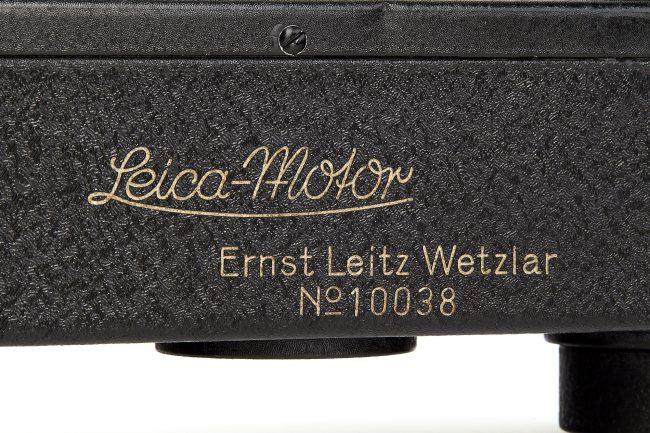 Leica-Motor
Ernst Leitz Wetzlar
Nº10038